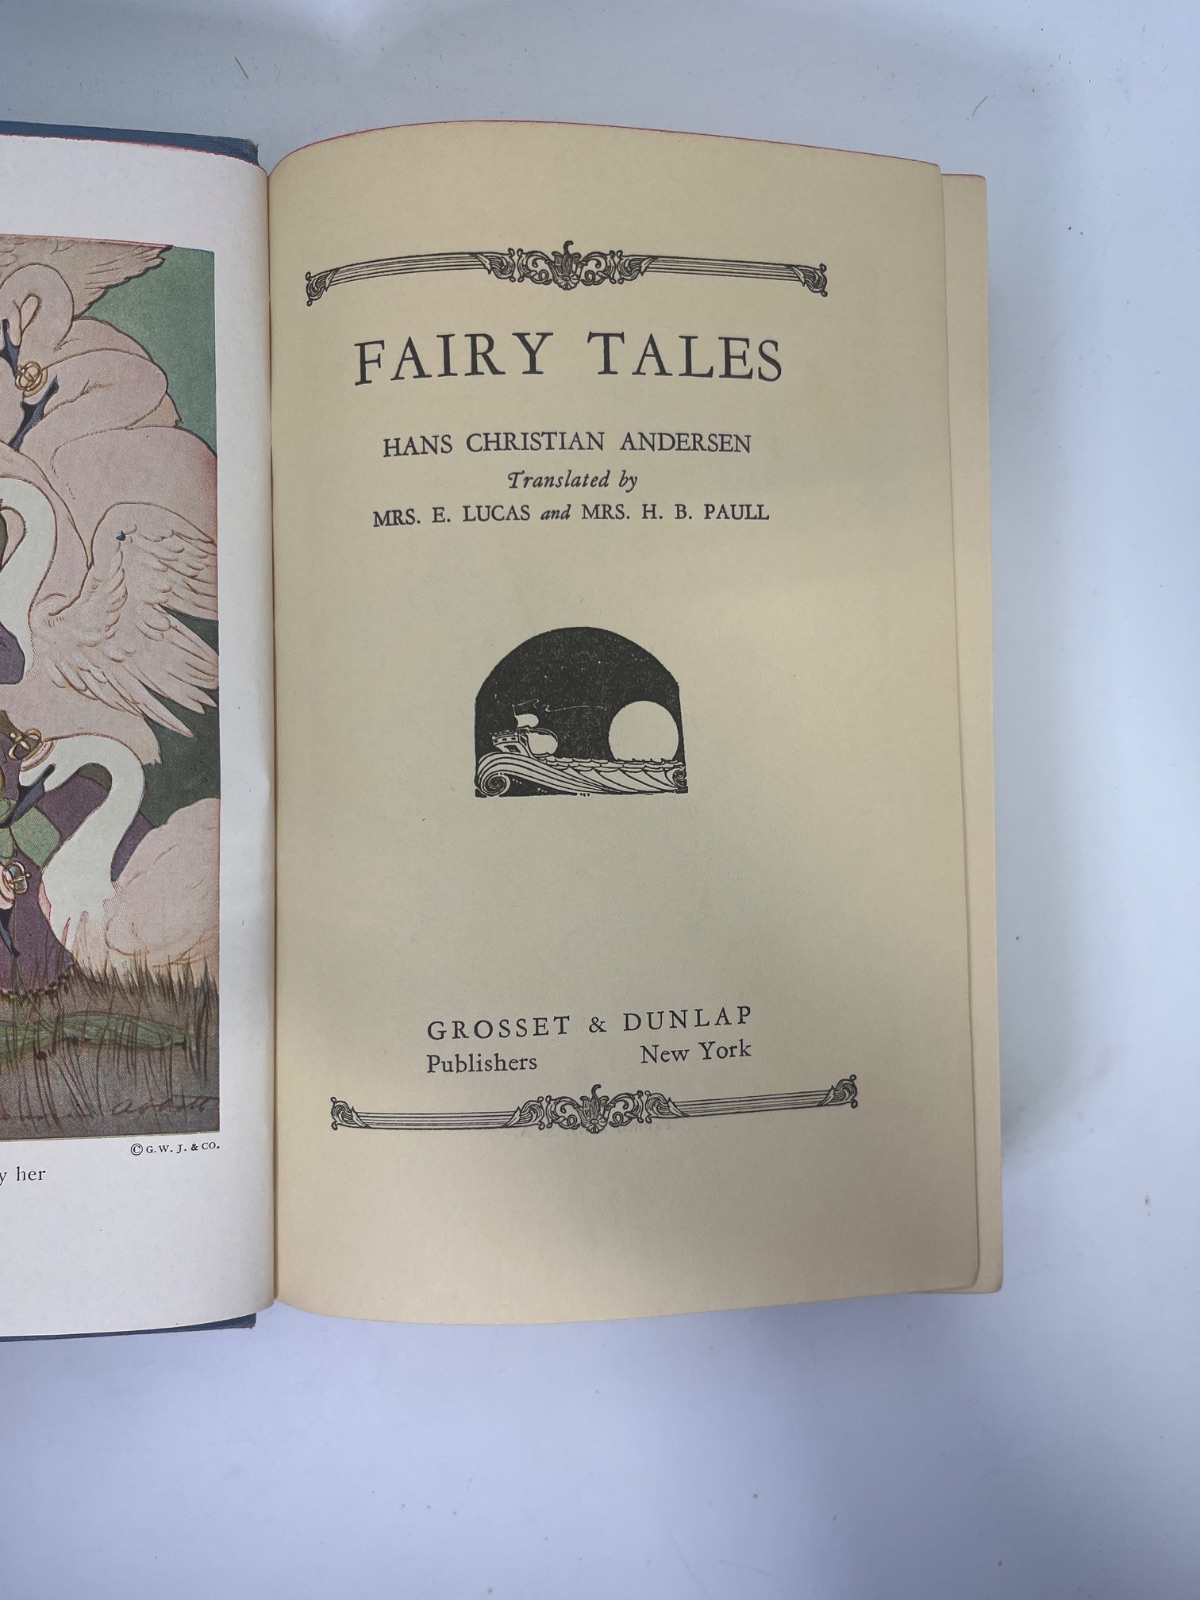 FAIRY TALES
HANS CHRISTIAN ANDERSEN
Translated by
MRS. E. LUCAS and MRS. H. B. PAULL
GROSSET & DUNLAP
Publishers New York
© G. W. J. & CO.
her